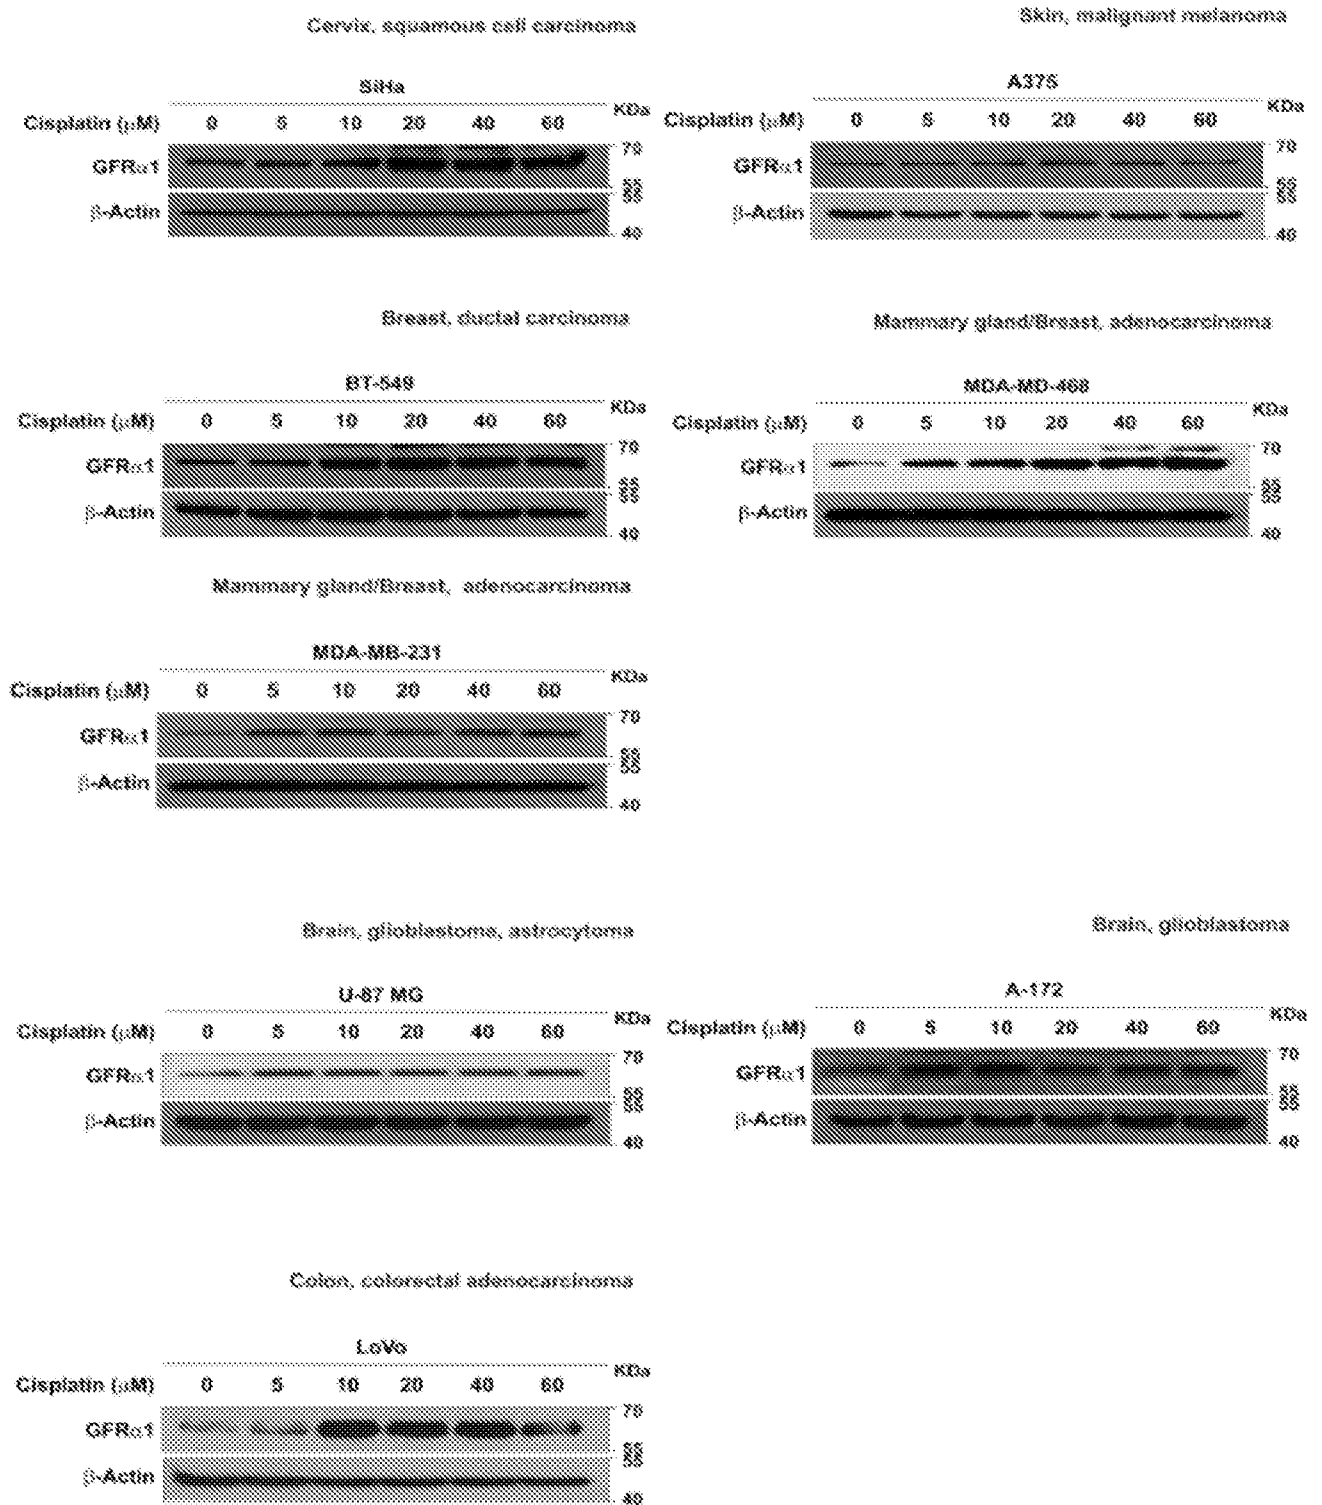 Cervix, squamous cell carcinoma
SiHa
KDa
Cisplatin (μM) 0 5 10 20 40 60
70
GFRα1
55
55
β-Actin
40
Skin, malignant melanoma
A375
KDa
Cisplatin (μM) 0 5 10 20 40 60
70
GFRα1
55
55
β-Actin
40
Breast, ductal carcinoma
BT-549
KDa
Cisplatin (μM) 0 5 10 20 40 60
70
GFRα1
55
55
β-Actin
40
Mammary gland/Breast, adenocarcinoma
MDA-MD-468
KDa
Cisplatin (μM) 0 5 10 20 40 60
70
GFRα1
55
55
β-Actin
40
Mammary gland/Breast, adenocarcinoma
MDA-MB-231
KDa
Cisplatin (μM) 0 5 10 20 40 60
70
GFRα1
55
55
β-Actin
40
Brain, glioblastoma, astrocytoma
U-87 MG
KDa
Cisplatin (μM) 0 5 10 20 40 60
70
GFRα1
55
55
β-Actin
40
Brain, glioblastoma
A-172
KDa
Cisplatin (μM) 0 5 10 20 40 60
70
GFRα1
55
55
β-Actin
40
Colon, colorectal adenocarcinoma
LoVo
KDa
Cisplatin (μM) 0 5 10 20 40 60
70
GFRα1
55
55
β-Actin
40